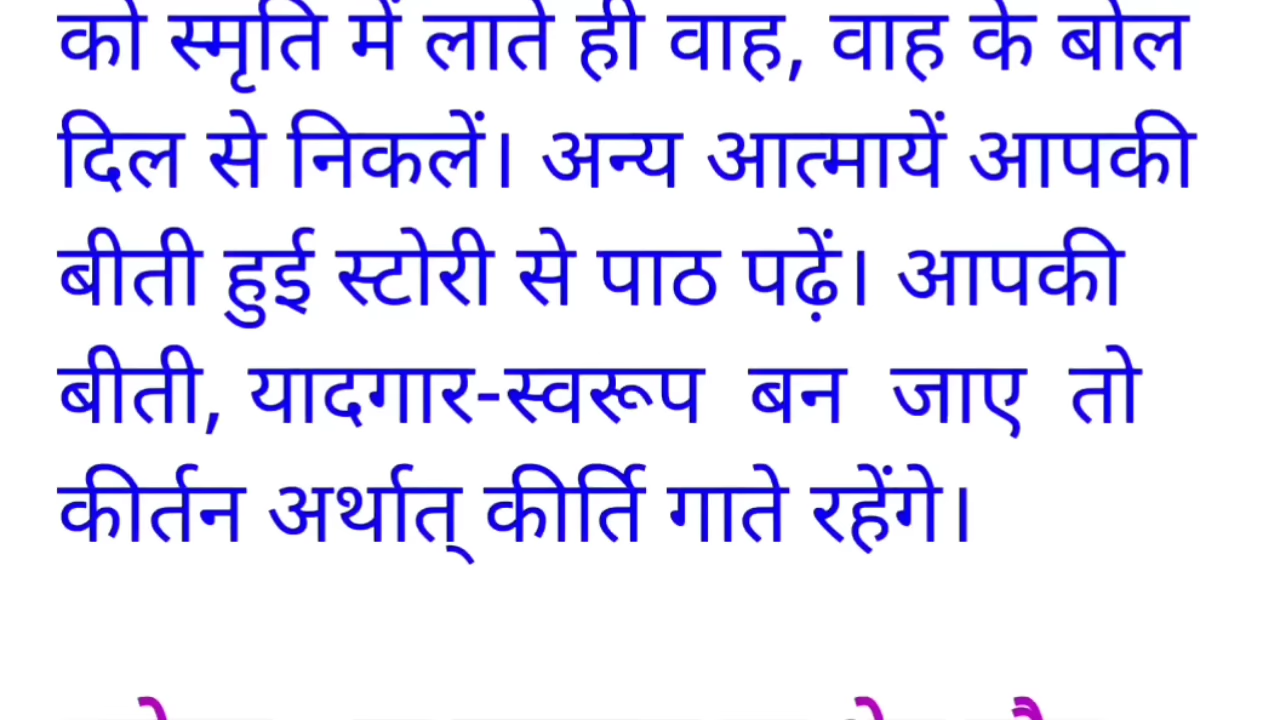 को स्मृति में लाते ही वाह, वाह के बोल
दिल से निकलें। अन्य आत्मायें आपकी
बीती हुई स्टोरी से पाठ पढ़ें। आपकी
बीती, यादगार-स्वरूप बन जाए तो
कीर्तन अर्थात् कीर्ति गाते रहेंगे।